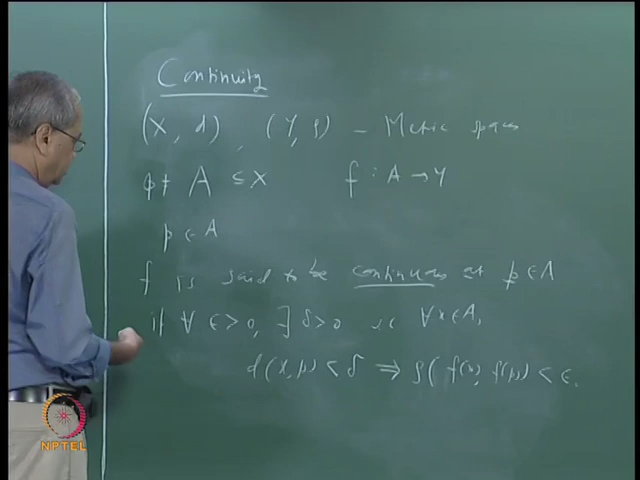 Continuity
(X, d), (Y, ρ) - Metric spaces
φ ≠ A ⊆ X f : A → Y
p ∈ A
f is said to be continuous at p ∈ A
if ∀ ε > 0, ∃ δ > 0 ∀ x ∈ A,
d(x, p) < δ ⇒ ρ(f(x), f(p)) < ε.
NPTEL